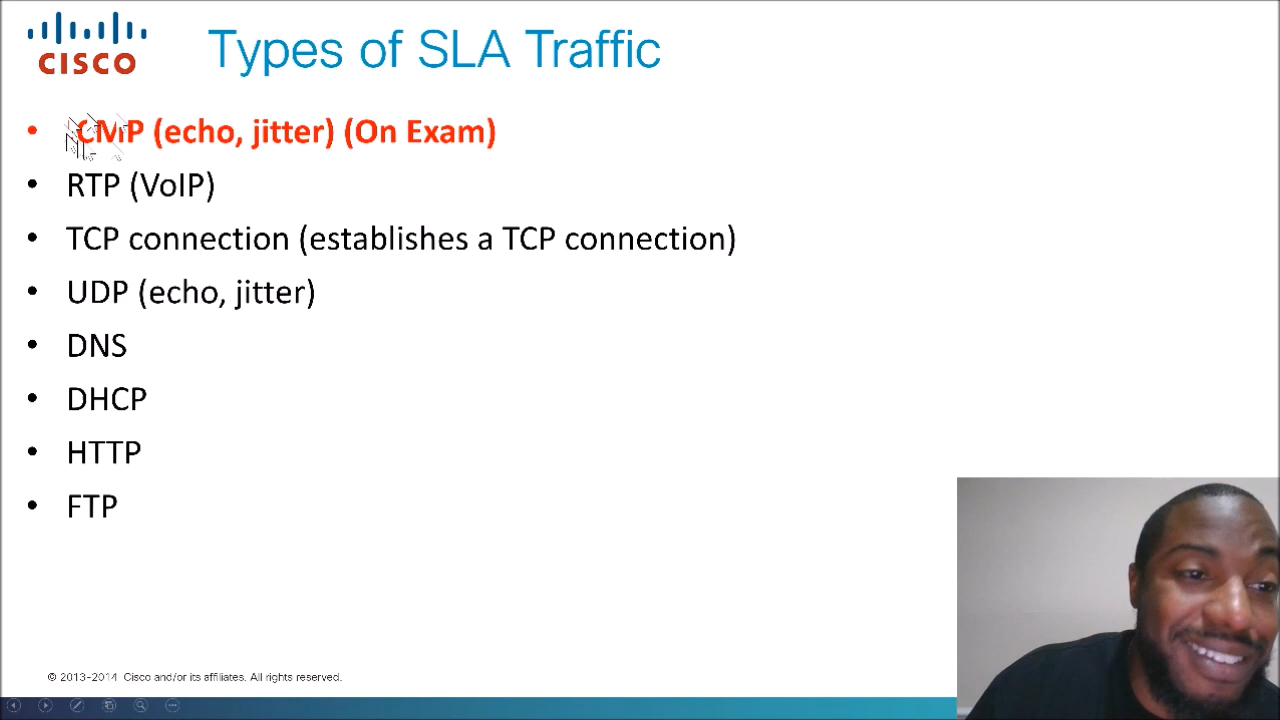 CISCO
Types of SLA Traffic
• CMP (echo, jitter) (On Exam)
• RTP (VoIP)
• TCP connection (establishes a TCP connection)
• UDP (echo, jitter)
• DNS
• DHCP
• HTTP
• FTP
© 2013-2014 Cisco and/or its affiliates. All rights reserved.